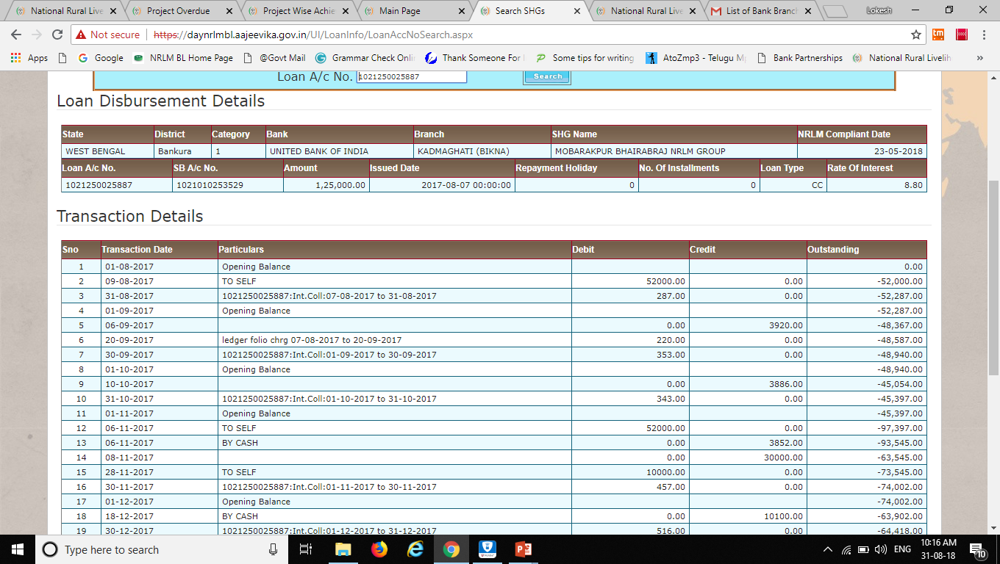 National Rural Live
Project Overdue
Project Wise Achie
Main Page
Search SHGs
National Rural Live
List of Bank Branch
Lokesh
Not secure
https://daynrlmbl.aajeevika.gov.in/UI/LoanInfo/LoanAccNoSearch.aspx
Apps Google NRLM BL Home Page @Govt Mail Grammar Check Onli Thank Someone For Some tips for writing AtoZmp3 - Telugu M Bank Partnerships National Rural Livelih »
Loan A/c No. 1021250025887 Search
Loan Disbursement Details
State District Category Bank Branch SHG Name NRLM Compliant Date
WEST BENGAL Bankura 1 UNITED BANK OF INDIA KADMAGHATI (BIKNA) MOBARAKPUR BHAIRABRAJ NRLM GROUP 23-05-2018
Loan A/c No. SB A/c No. Amount Issued Date Repayment Holiday No. Of Installments Loan Type Rate Of Interest
1021250025887 1021010253529 1,25,000.00 2017-08-07 00:00:00 0 0 CC 8.80
Transaction Details
Sno Transaction Date Particulars Debit Credit Outstanding
1 01-08-2017 Opening Balance 0.00
2 09-08-2017 TO SELF 52000.00 0.00 -52,000.00
3 31-08-2017 1021250025887:Int.Coll:07-08-2017 to 31-08-2017 287.00 0.00 -52,287.00
4 01-09-2017 Opening Balance -52,287.00
5 06-09-2017 0.00 3920.00 -48,367.00
6 20-09-2017 ledger folio chrg 07-08-2017 to 20-09-2017 220.00 0.00 -48,587.00
7 30-09-2017 1021250025887:Int.Coll:01-09-2017 to 30-09-2017 353.00 0.00 -48,940.00
8 01-10-2017 Opening Balance -48,940.00
9 10-10-2017 0.00 3886.00 -45,054.00
10 31-10-2017 1021250025887:Int.Coll:01-10-2017 to 31-10-2017 343.00 0.00 -45,397.00
11 01-11-2017 Opening Balance -45,397.00
12 06-11-2017 TO SELF 52000.00 0.00 -97,397.00
13 06-11-2017 BY CASH 0.00 3852.00 -93,545.00
14 08-11-2017 0.00 30000.00 -63,545.00
15 28-11-2017 TO SELF 10000.00 0.00 -73,545.00
16 30-11-2017 1021250025887:Int.Coll:01-11-2017 to 30-11-2017 457.00 0.00 -74,002.00
17 01-12-2017 Opening Balance -74,002.00
18 18-12-2017 BY CASH 0.00 10100.00 -63,902.00
19 30-12-2017 1021250025887:Int.Coll:01-12-2017 to 31-12-2017 516.00 0.00 -64,418.00
Type here to search
ENG
10:16 AM
31-08-18
10